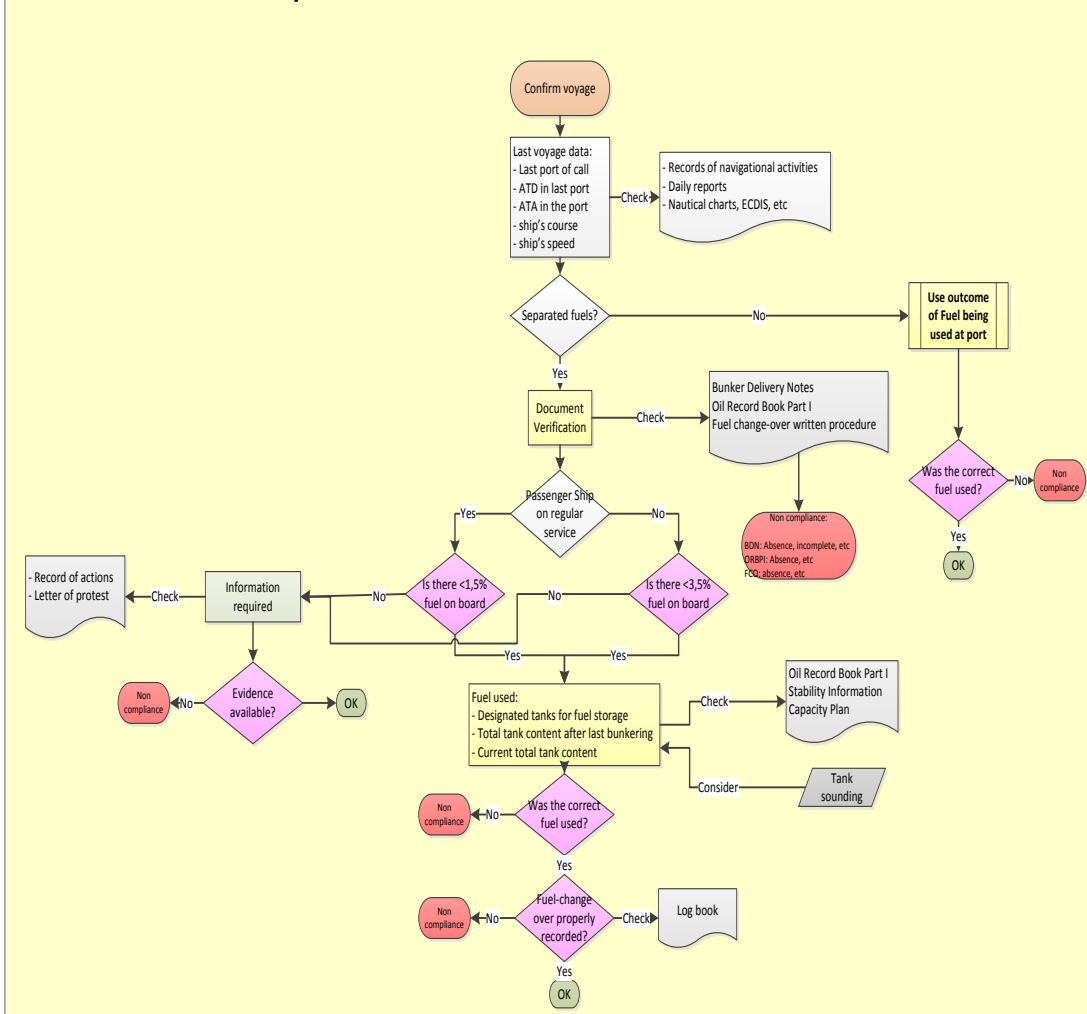 Confirm voyage
Last voyage data:
- Last port of call
- ATD in last port
- ATA in the port
- ship's course
- ship's speed
Check
- Records of navigational activities
- Daily reports
- Nautical charts, ECDIS, etc
Separated fuels?
No
Use outcome
of Fuel being
used at port
Yes
Document
Verification
Check
Bunker Delivery Notes
Oil Record Book Part I
Fuel change-over written procedure
Was the correct
fuel used?
No
Non
compliance
Yes
OK
Non compliance:
BDN: Absence, incomplete, etc
ORBPI: Absence, etc
FCO: absence, etc
Passenger Ship
on regular
service
Yes
No
Is there <1,5%
fuel on board
Is there <3,5%
fuel on board
No
No
Information
required
Check
- Record of actions
- Letter of protest
Yes
Yes
Evidence
available?
No
Non
compliance
OK
Fuel used:
- Designated tanks for fuel storage
- Total tank content after last bunkering
- Current total tank content
Check
Oil Record Book Part I
Stability Information
Capacity Plan
Consider
Tank
sounding
Was the correct
fuel used?
No
Non
compliance
Yes
Fuel-change
over properly
recorded?
No
Non
compliance
Check
Log book
Yes
OK